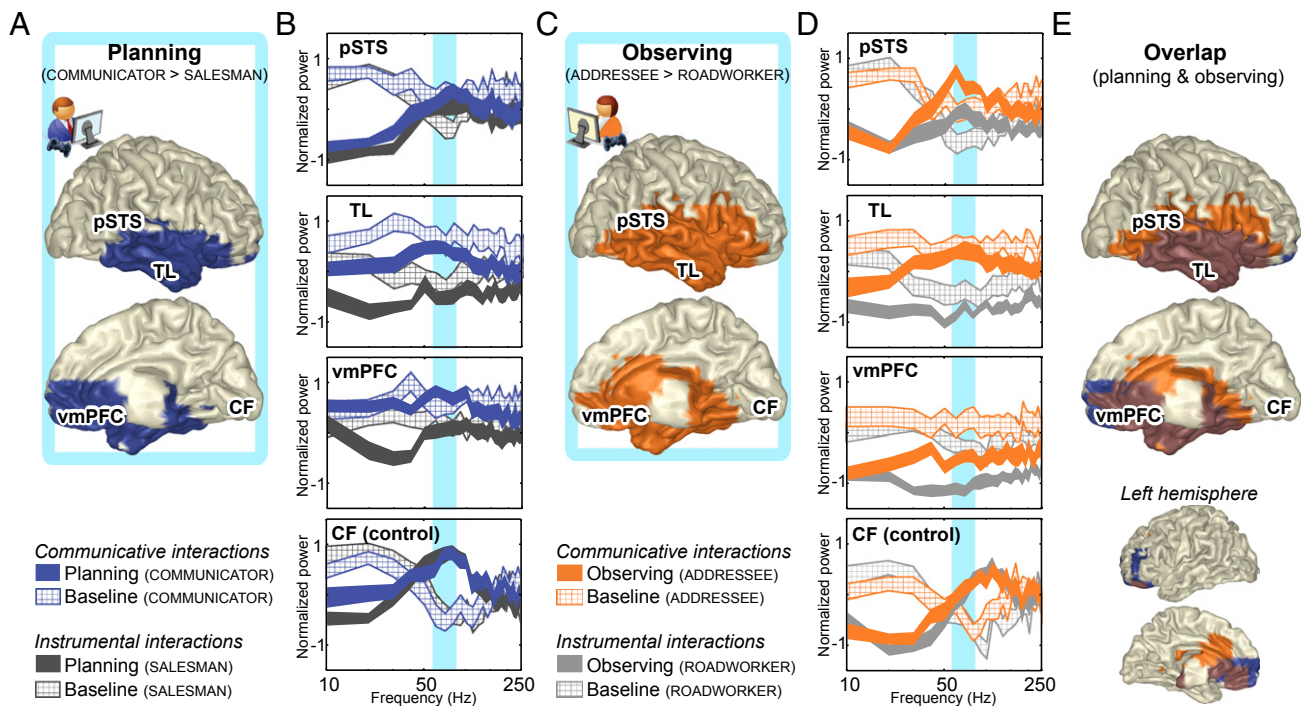 A
Planning
(COMMUNICATOR > SALESMAN)
pSTS
TL
vmPFC
CF
Communicative interactions
Planning (COMMUNICATOR)
Baseline (COMMUNICATOR)
Instrumental interactions
Planning (SALESMAN)
Baseline (SALESMAN)
B
pSTS
Normalized power
1
-1
TL
Normalized power
1
-1
vmPFC
Normalized power
1
-1
CF (control)
Normalized power
1
-1
10 50 250
Frequency (Hz)
C
Observing
(ADDRESSEE > ROADWORKER)
pSTS
TL
vmPFC
CF
Communicative interactions
Observing (ADDRESSEE)
Baseline (ADDRESSEE)
Instrumental interactions
Observing (ROADWORKER)
Baseline (ROADWORKER)
D
pSTS
Normalized power
1
-1
TL
Normalized power
1
-1
vmPFC
Normalized power
1
-1
CF (control)
Normalized power
1
-1
10 50 250
Frequency (Hz)
E
Overlap
(planning & observing)
pSTS
TL
vmPFC
CF
Left hemisphere